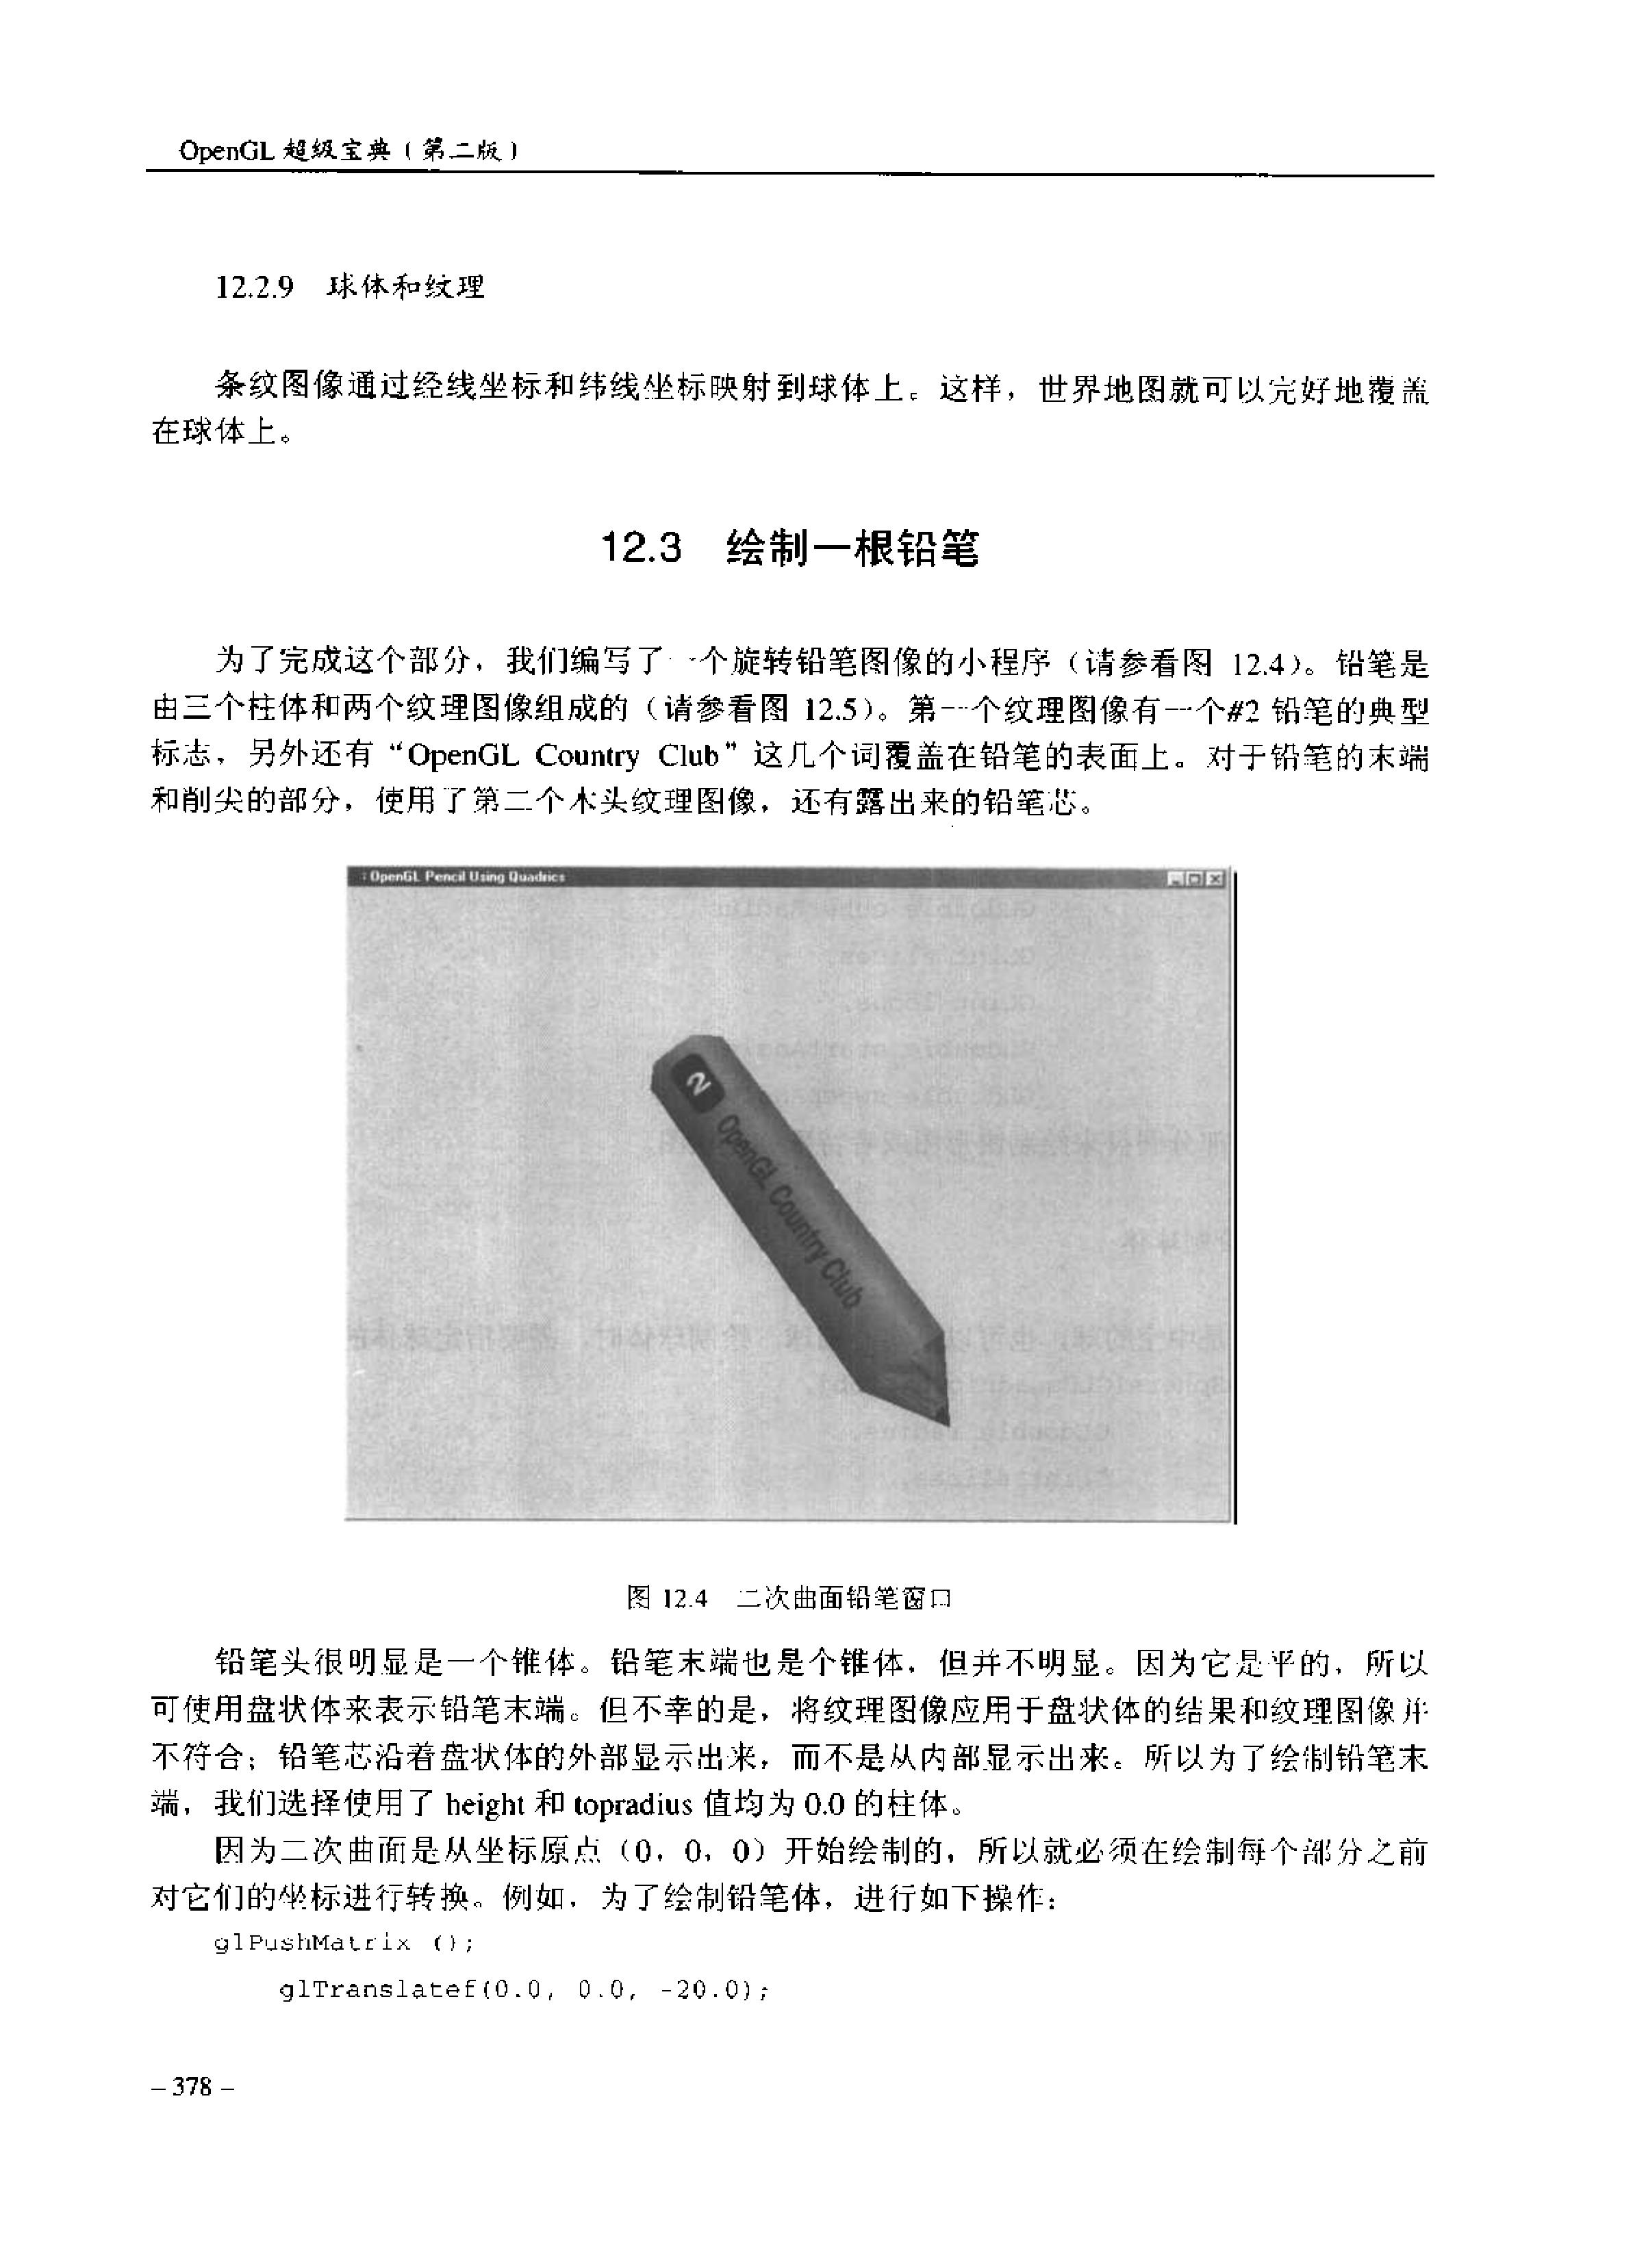 OpenGL 超级宝典（第二版）
12.2.9 球体和纹理
条纹图像通过经线坐标和纬线坐标映射到球体上。这样，世界地图就可以完好地覆盖
在球体上。
12.3 绘制一根铅笔
为了完成这个部分，我们编写了一个旋转铅笔图像的小程序（请参看图 12.4）。铅笔是
由三个柱体和两个纹理图像组成的（请参看图 12.5）。第一个纹理图像有一个#2 铅笔的典型
标志，另外还有“OpenGL Country Club”这几个词覆盖在铅笔的表面上。对于铅笔的末端
和削尖的部分，使用了第二个木头纹理图像，还有露出来的铅笔芯。
OpenGL Pencil Using Quadrics
2 OpenGL Country Club
图 12.4 二次曲面铅笔窗口
铅笔头很明显是一个锥体。铅笔末端也是个锥体，但并不明显。因为它是平的，所以
可使用盘状体来表示铅笔末端。但不幸的是，将纹理图像应用于盘状体的结果和纹理图像并
不符合；铅笔芯沿着盘状体的外部显示出来，而不是从内部显示出来。所以为了绘制铅笔末
端，我们选择使用了 height 和 topradius 值均为 0.0 的柱体。
因为二次曲面是从坐标原点（0，0，0）开始绘制的，所以就必须在绘制每个部分之前
对它们的坐标进行转换。例如，为了绘制铅笔体，进行如下操作：
glPushMatrix ();
glTranslatef(0.0, 0.0, -20.0);
– 378 –